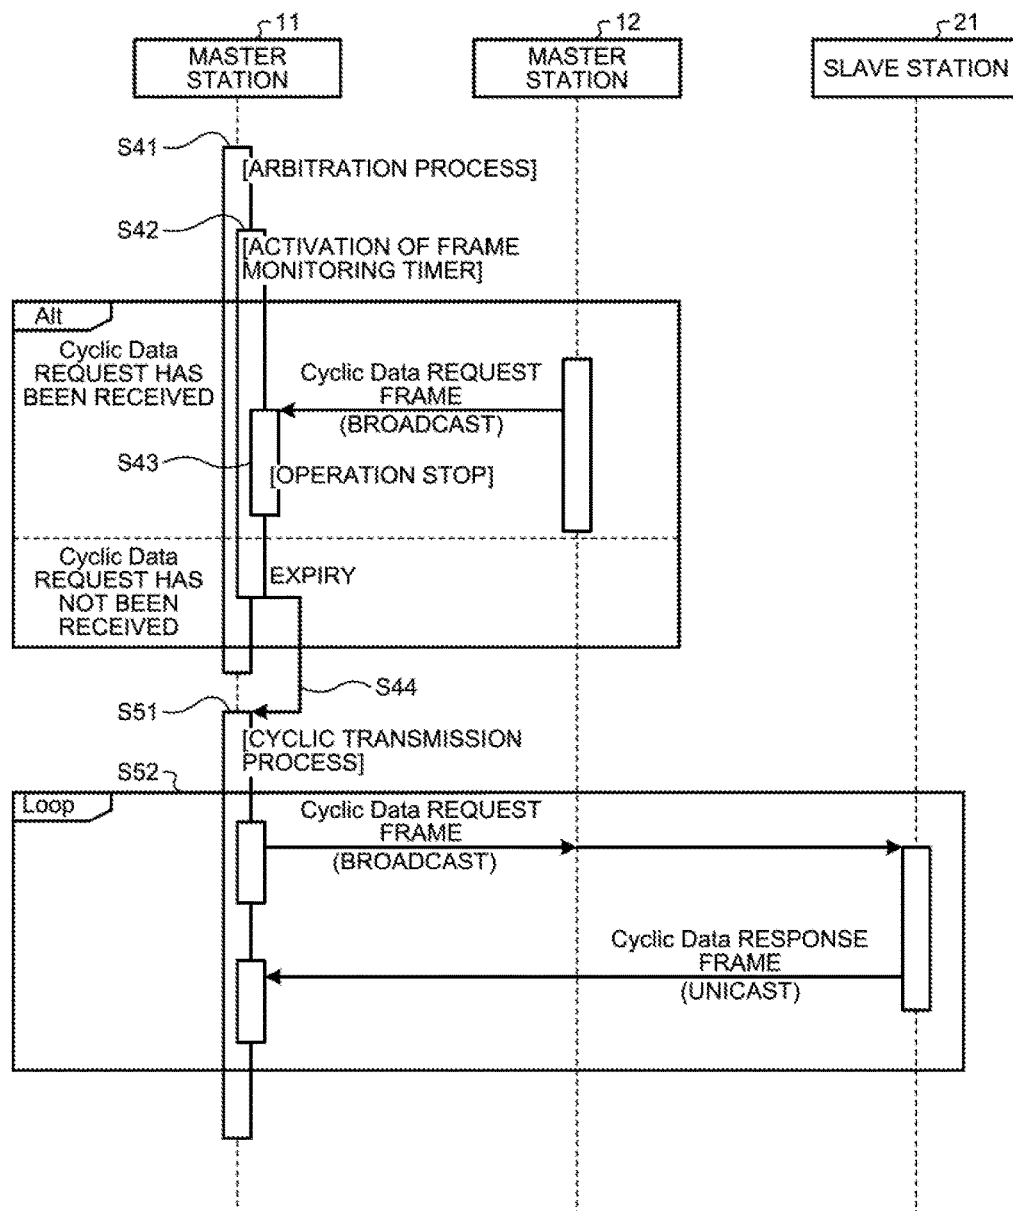 11
12
21
MASTER
STATION
MASTER
STATION
SLAVE STATION
S41
[ARBITRATION PROCESS]
S42
[ACTIVATION OF FRAME
MONITORING TIMER]
Alt
Cyclic Data
REQUEST HAS
BEEN RECEIVED
Cyclic Data REQUEST
FRAME
(BROADCAST)
S43
[OPERATION STOP]
Cyclic Data
REQUEST HAS
NOT BEEN
RECEIVED
EXPIRY
S44
S51
[CYCLIC TRANSMISSION
PROCESS]
S52
Loop
Cyclic Data REQUEST
FRAME
(BROADCAST)
Cyclic Data RESPONSE
FRAME
(UNICAST)